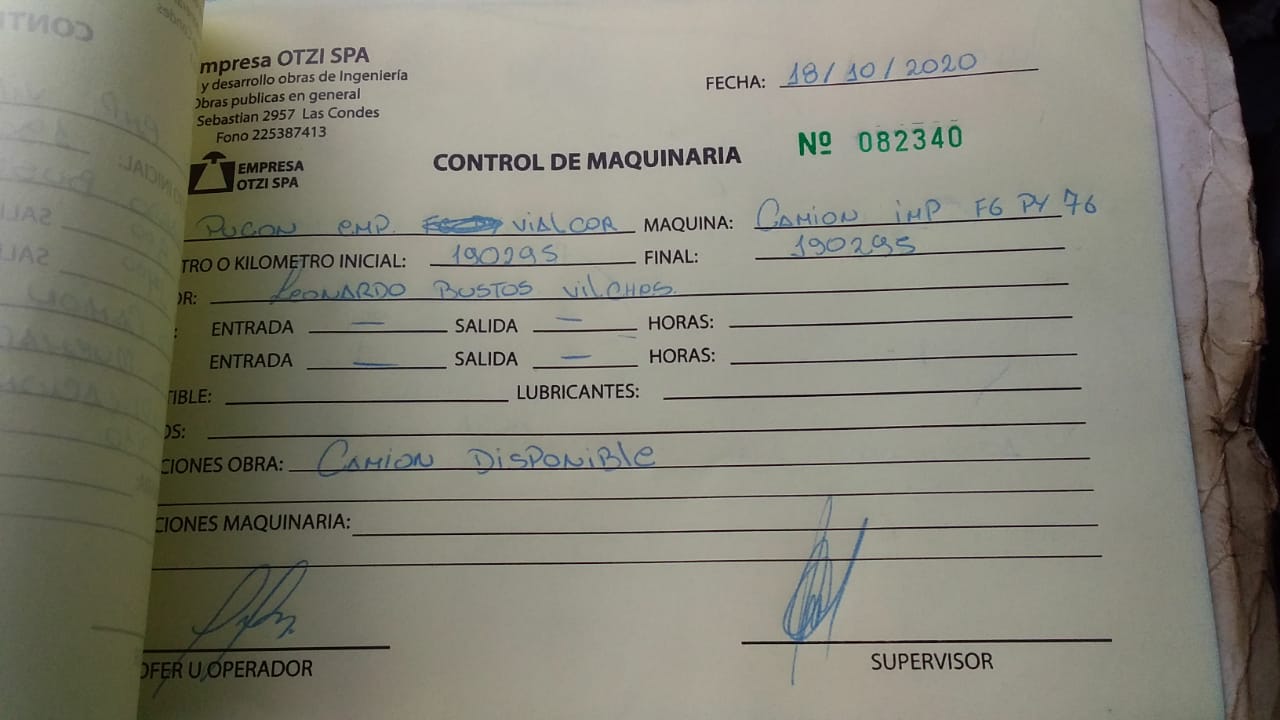 mpresa OTZI SPA
y desarrollo obras de Ingeniería
Obras publicas en general
Sebastian 2957 Las Condes
Fono 225387413
EMPRESA
OTZI SPA
FECHA: 18/10/2020
Nº 082340
CONTROL DE MAQUINARIA
PUCON EMP. VIALCOR MAQUINA: CAMION IMP FG PY 76
TRO O KILOMETRO INICIAL: 190295 FINAL: 190295
OR: LEONARDO BUSTOS VILCHES.
: ENTRADA — SALIDA — HORAS:
ENTRADA — SALIDA — HORAS:
TIBLE: LUBRICANTES:
OS:
CIONES OBRA: CAMION DISPONIBLE
CIONES MAQUINARIA:
OFER U OPERADOR
SUPERVISOR